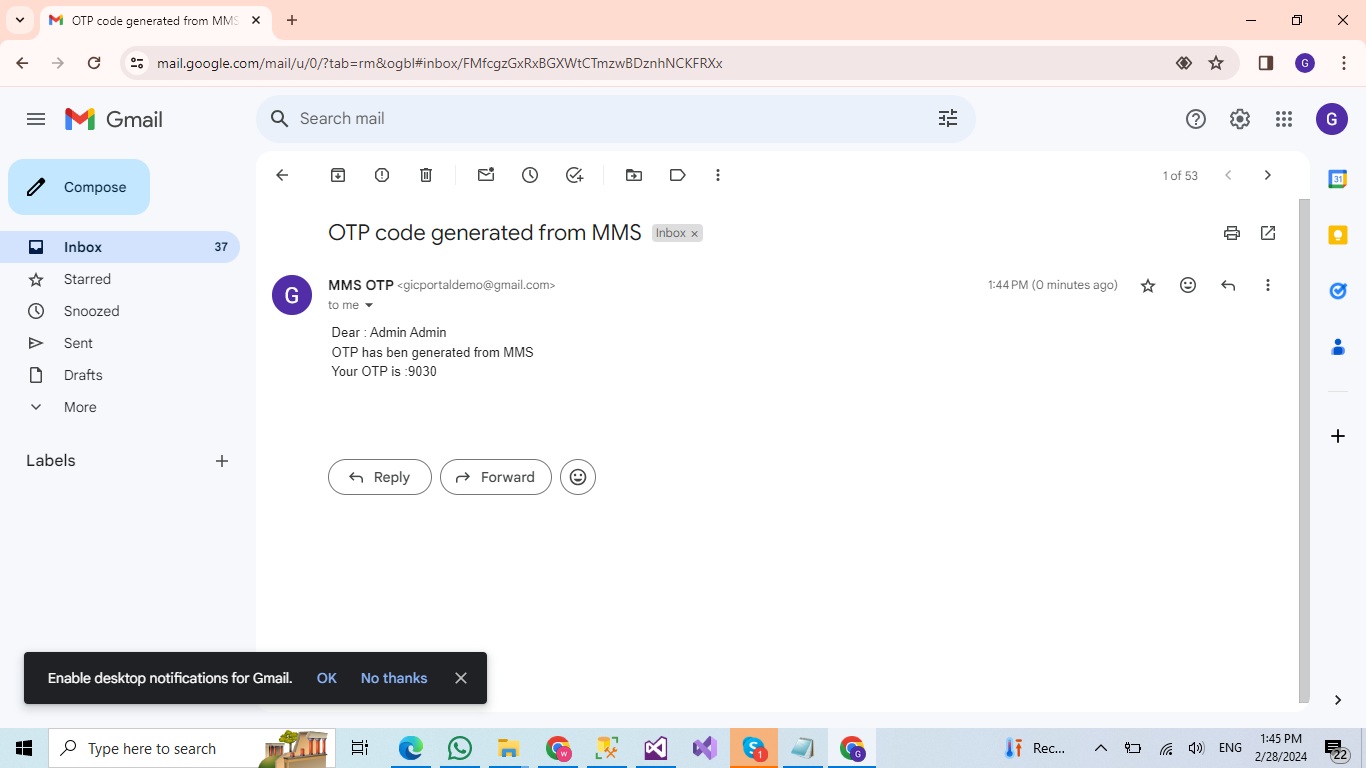 OTP code generated from MMS
mail.google.com/mail/u/0/?tab=rm&ogbl#inbox/FMfcgzGxRxBGXWtCTmzwBDznhNCKFRXx
G
Gmail
Search mail
G
Compose
1 of 53
31
Inbox 37
Starred
Snoozed
Sent
Drafts
More
Labels
OTP code generated from MMS Inbox ×
G
MMS OTP <gicportaldemo@gmail.com> 1:44 PM (0 minutes ago)
to me
Dear : Admin Admin
OTP has ben generated from MMS
Your OTP is :9030
Reply Forward
Enable desktop notifications for Gmail. OK No thanks
Type here to search
W
1
G
Rec...
ENG
1:45 PM
2/28/2024
22